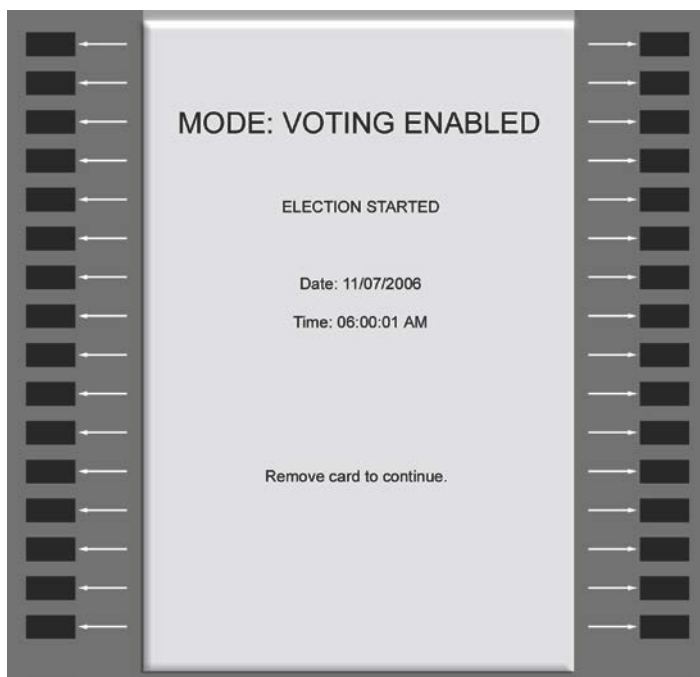 MODE: VOTING ENABLED
ELECTION STARTED
Date: 11/07/2006
Time: 06:00:01 AM
Remove card to continue.